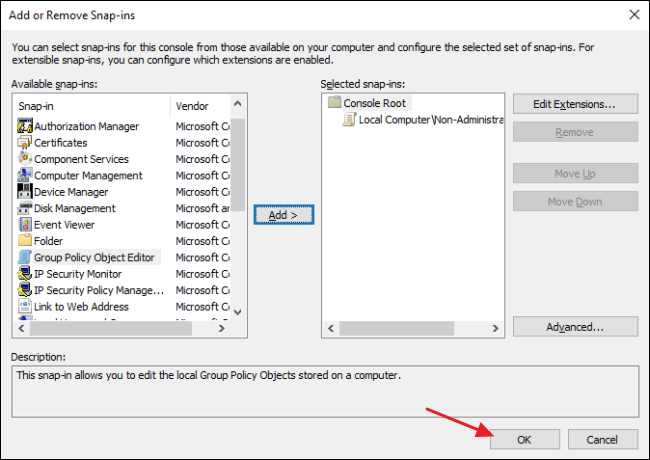 Add or Remove Snap-ins
You can select snap-ins for this console from those available on your computer and configure the selected set of snap-ins. For
extensible snap-ins, you can configure which extensions are enabled.
Available snap-ins:
Snap-in Vendor
Authorization Manager Microsoft Co
Certificates Microsoft Co
Component Services Microsoft Co
Computer Management Microsoft Co
Device Manager Microsoft Co
Disk Management Microsoft an
Event Viewer Microsoft Co
Folder Microsoft Co
Group Policy Object Editor Microsoft Co
IP Security Monitor Microsoft Co
IP Security Policy Manage... Microsoft Co
Link to Web Address Microsoft Co
Add >
Selected snap-ins:
Console Root
Local Computer\Non-Administra
Edit Extensions...
Remove
Move Up
Move Down
Advanced...
Description:
This snap-in allows you to edit the local Group Policy Objects stored on a computer.
OK
Cancel